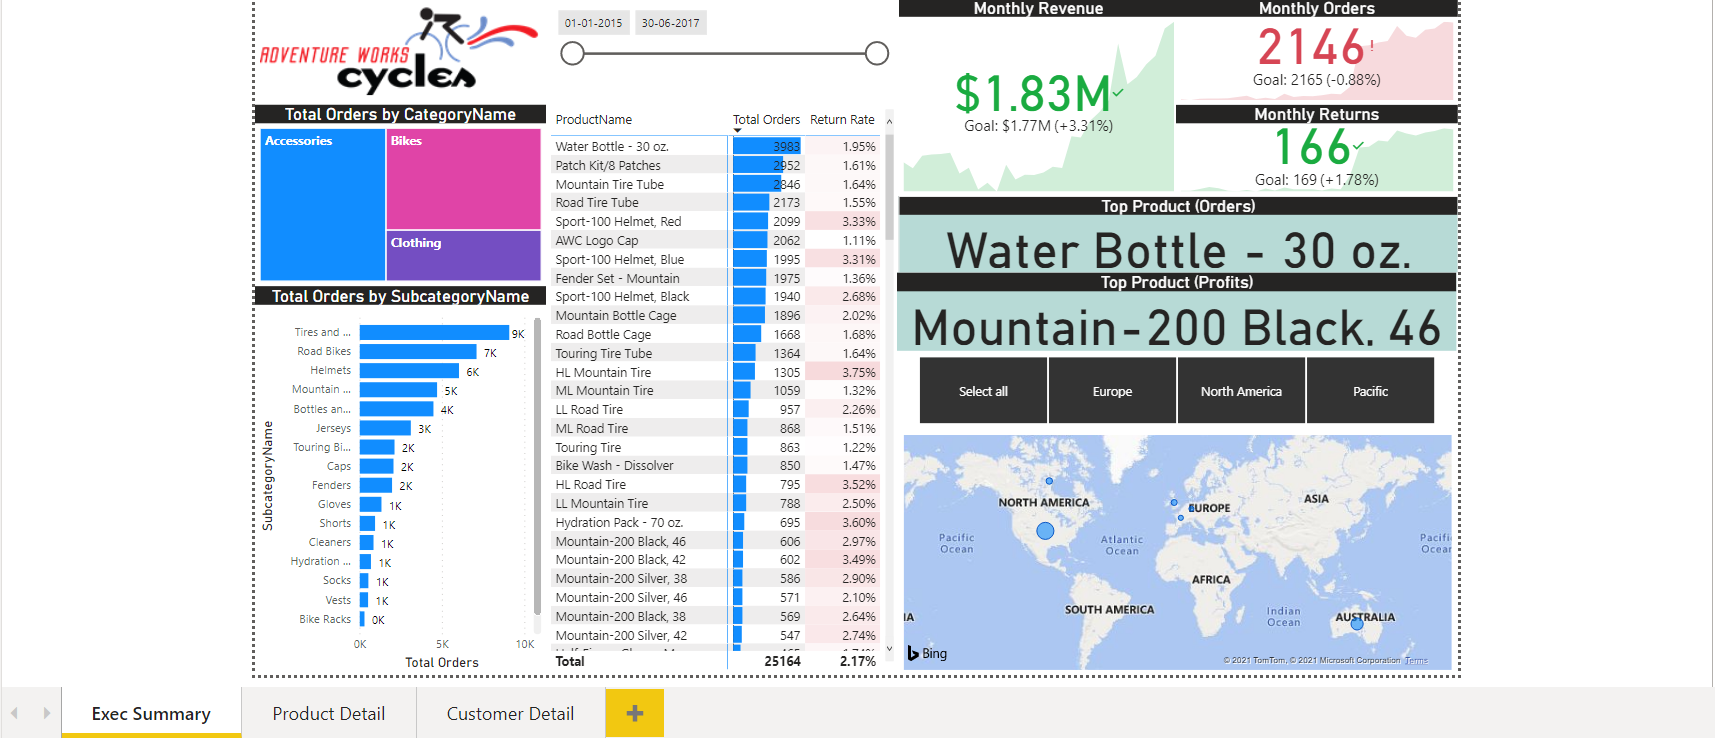 ADVENTURE WORKS
cycles
01-01-2015 30-06-2017
Total Orders by CategoryName
Accessories
Bikes
Clothing
Total Orders by SubcategoryName
SubcategoryName
Tires and ... 9K
Road Bikes 7K
Helmets 6K
Mountain ... 5K
Bottles an... 4K
Jerseys 3K
Touring Bi... 2K
Caps 2K
Fenders 2K
Gloves 1K
Shorts 1K
Cleaners 1K
Hydration ... 1K
Socks 1K
Vests 1K
Bike Racks 0K
0K 5K 10K
Total Orders
ProductName Total Orders Return Rate
Water Bottle - 30 oz. 3983 1.95%
Patch Kit/8 Patches 2952 1.61%
Mountain Tire Tube 2846 1.64%
Road Tire Tube 2173 1.55%
Sport-100 Helmet, Red 2099 3.33%
AWC Logo Cap 2062 1.11%
Sport-100 Helmet, Blue 1995 3.31%
Fender Set - Mountain 1975 1.36%
Sport-100 Helmet, Black 1940 2.68%
Mountain Bottle Cage 1896 2.02%
Road Bottle Cage 1668 1.68%
Touring Tire Tube 1364 1.64%
HL Mountain Tire 1305 3.75%
ML Mountain Tire 1059 1.32%
LL Road Tire 957 2.26%
ML Road Tire 868 1.51%
Touring Tire 863 1.22%
Bike Wash - Dissolver 850 1.47%
HL Road Tire 795 3.52%
LL Mountain Tire 788 2.50%
Hydration Pack - 70 oz. 695 3.60%
Mountain-200 Black, 46 606 2.97%
Mountain-200 Black, 42 602 3.49%
Mountain-200 Silver, 38 586 2.90%
Mountain-200 Silver, 46 571 2.10%
Mountain-200 Black, 38 569 2.64%
Mountain-200 Silver, 42 547 2.74%
Total 25164 2.17%
Monthly Revenue
$1.83M
Goal: $1.77M (+3.31%)
Monthly Orders
2146!
Goal: 2165 (-0.88%)
Monthly Returns
166
Goal: 169 (+1.78%)
Top Product (Orders)
Water Bottle - 30 oz.
Top Product (Profits)
Mountain-200 Black, 46
Select all Europe North America Pacific
NORTH AMERICA
EUROPE
ASIA
Pacific
Ocean
Atlantic
Ocean
Pacifi
Ocear
AFRICA
SOUTH AMERICA
Indian
Ocean
IA
AUSTRALIA
Bing
© 2021 TomTom, © 2021 Microsoft Corporation Terms
Exec Summary Product Detail Customer Detail +